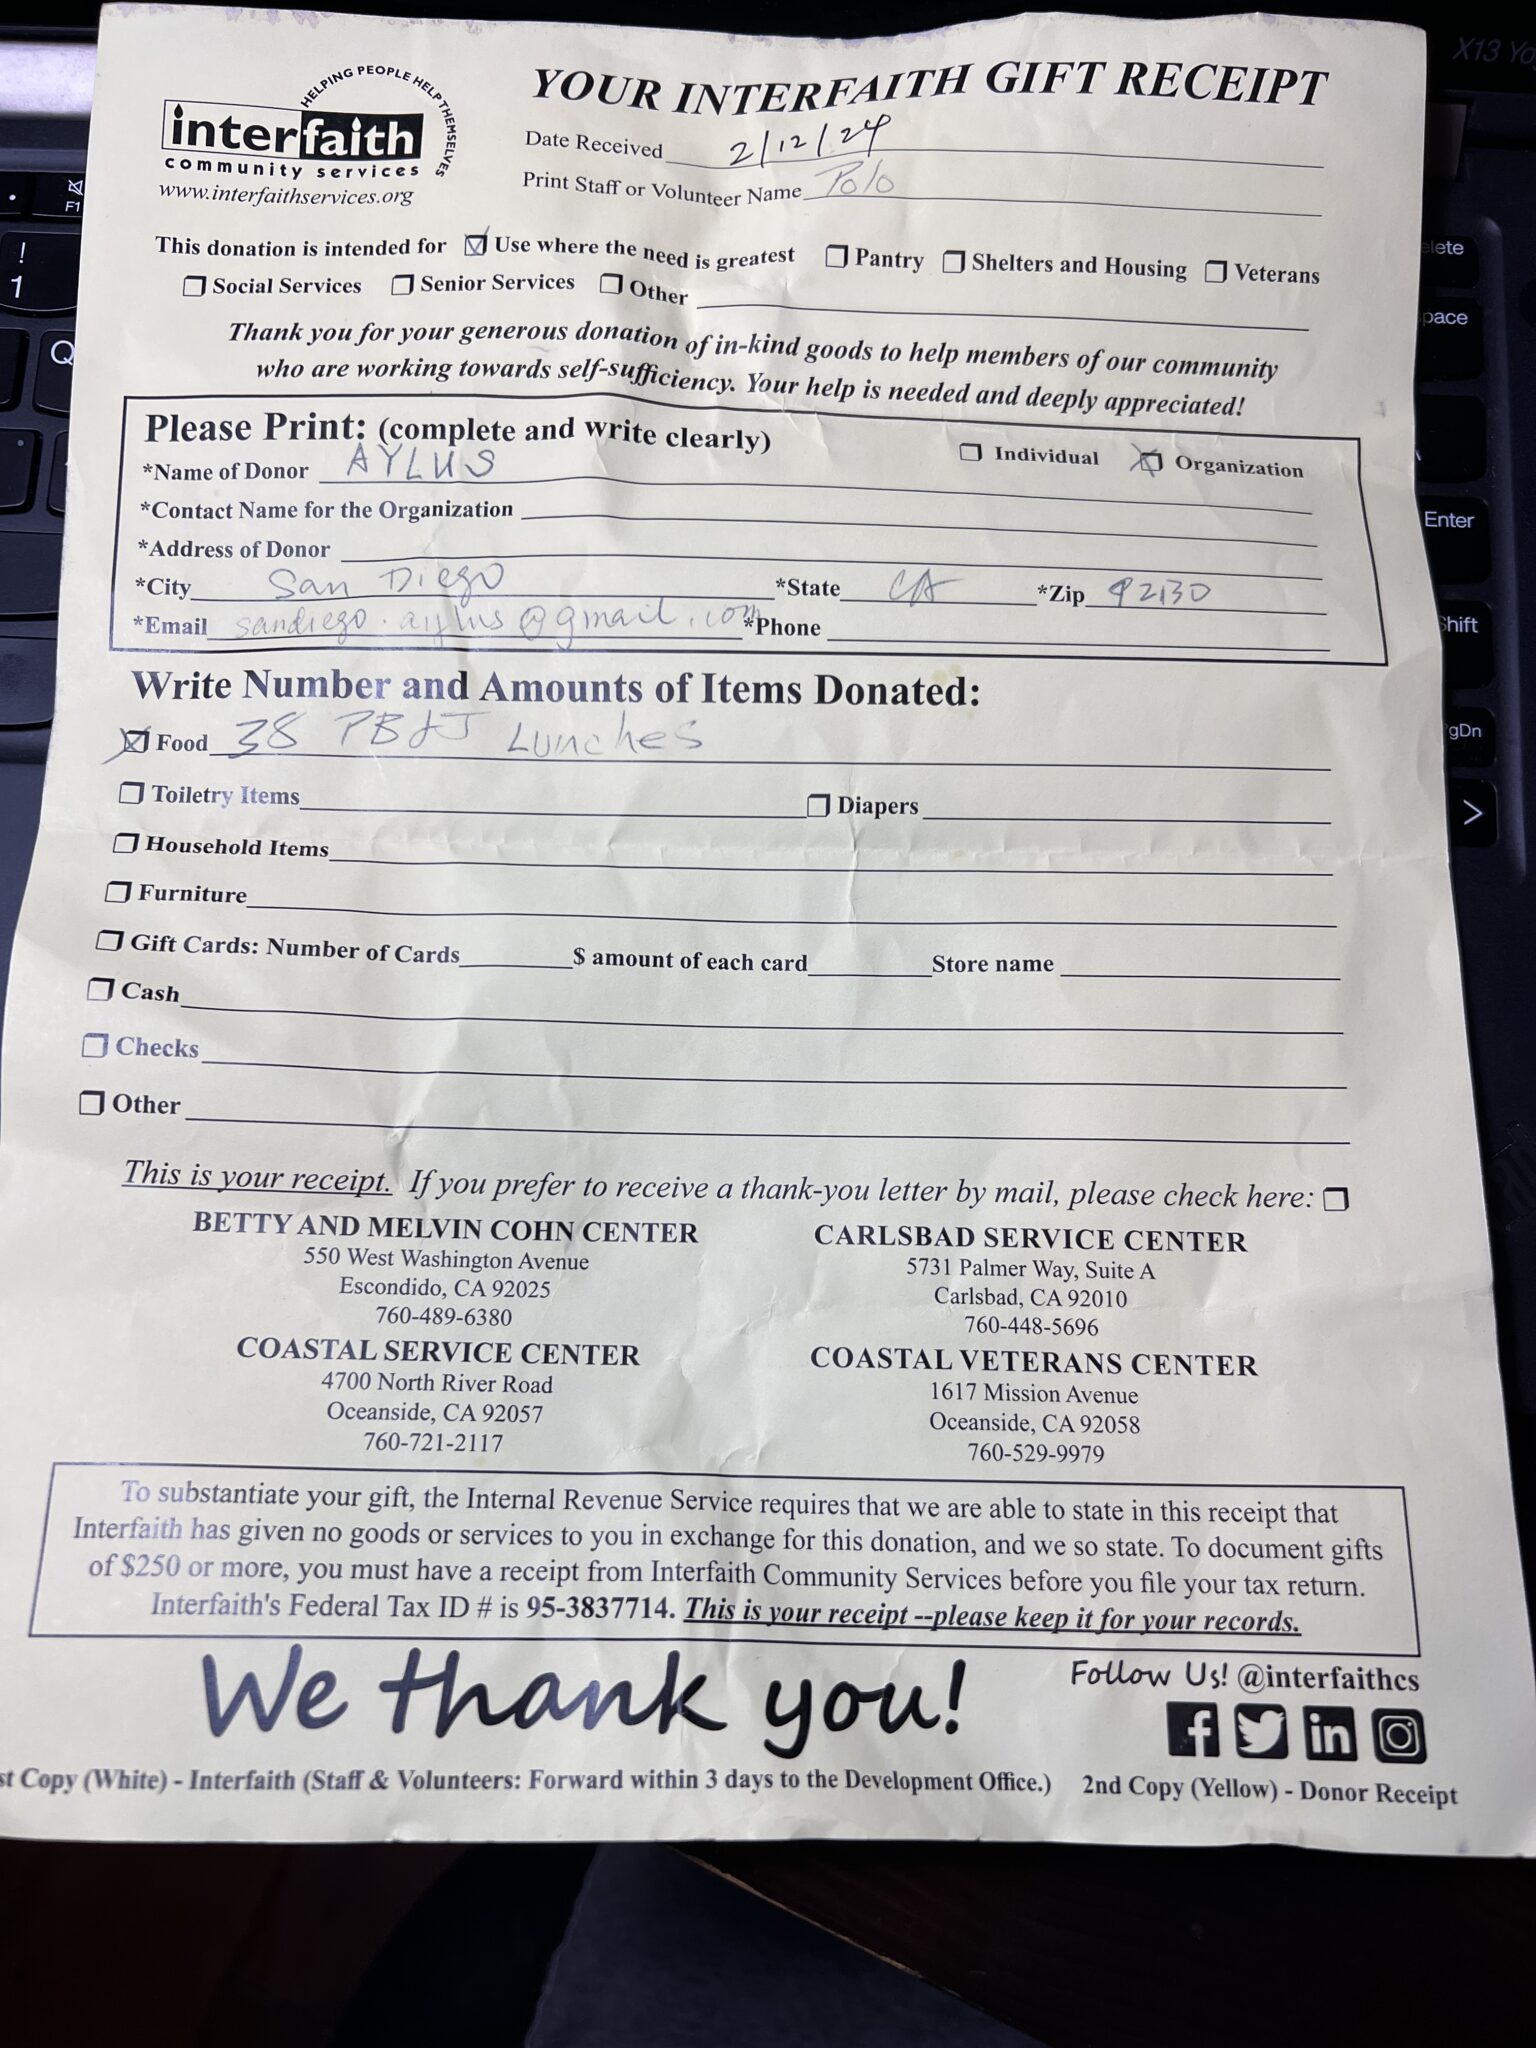 HELPING PEOPLE HELP THEMSELVES
interfaith
community services
www.interfaithservices.org
YOUR INTERFAITH GIFT RECEIPT
Date Received 2/12/24
Print Staff or Volunteer Name Polo
This donation is intended for Use where the need is greatest Pantry Shelters and Housing Veterans
Social Services Senior Services Other
Thank you for your generous donation of in-kind goods to help members of our community
who are working towards self-sufficiency. Your help is needed and deeply appreciated!
Please Print: (complete and write clearly)
Individual Organization
*Name of Donor AYLUS
*Contact Name for the Organization
*Address of Donor
*City San Diego *State CA *Zip 92130
*Email sandiego.aylus@gmail.com *Phone
Write Number and Amounts of Items Donated:
Food 38 PB&J Lunches
Toiletry Items Diapers
Household Items
Furniture
Gift Cards: Number of Cards $ amount of each card Store name
Cash
Checks
Other
This is your receipt. If you prefer to receive a thank-you letter by mail, please check here:
BETTY AND MELVIN COHN CENTER
550 West Washington Avenue
Escondido, CA 92025
760-489-6380
CARLSBAD SERVICE CENTER
5731 Palmer Way, Suite A
Carlsbad, CA 92010
760-448-5696
COASTAL SERVICE CENTER
4700 North River Road
Oceanside, CA 92057
760-721-2117
COASTAL VETERANS CENTER
1617 Mission Avenue
Oceanside, CA 92058
760-529-9979
To substantiate your gift, the Internal Revenue Service requires that we are able to state in this receipt that
Interfaith has given no goods or services to you in exchange for this donation, and we so state. To document gifts
of $250 or more, you must have a receipt from Interfaith Community Services before you file your tax return.
Interfaith's Federal Tax ID # is 95-3837714. This is your receipt --please keep it for your records.
We thank you!
Follow Us! @interfaithcs
st Copy (White) - Interfaith (Staff & Volunteers: Forward within 3 days to the Development Office.) 2nd Copy (Yellow) - Donor Receipt
X13 Yo
F1
!
1
Q
elete
pace
Enter
Shift
gDn